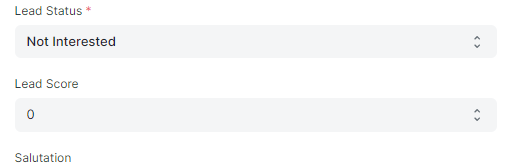 Lead Status *
Not Interested
Lead Score
0
Salutation